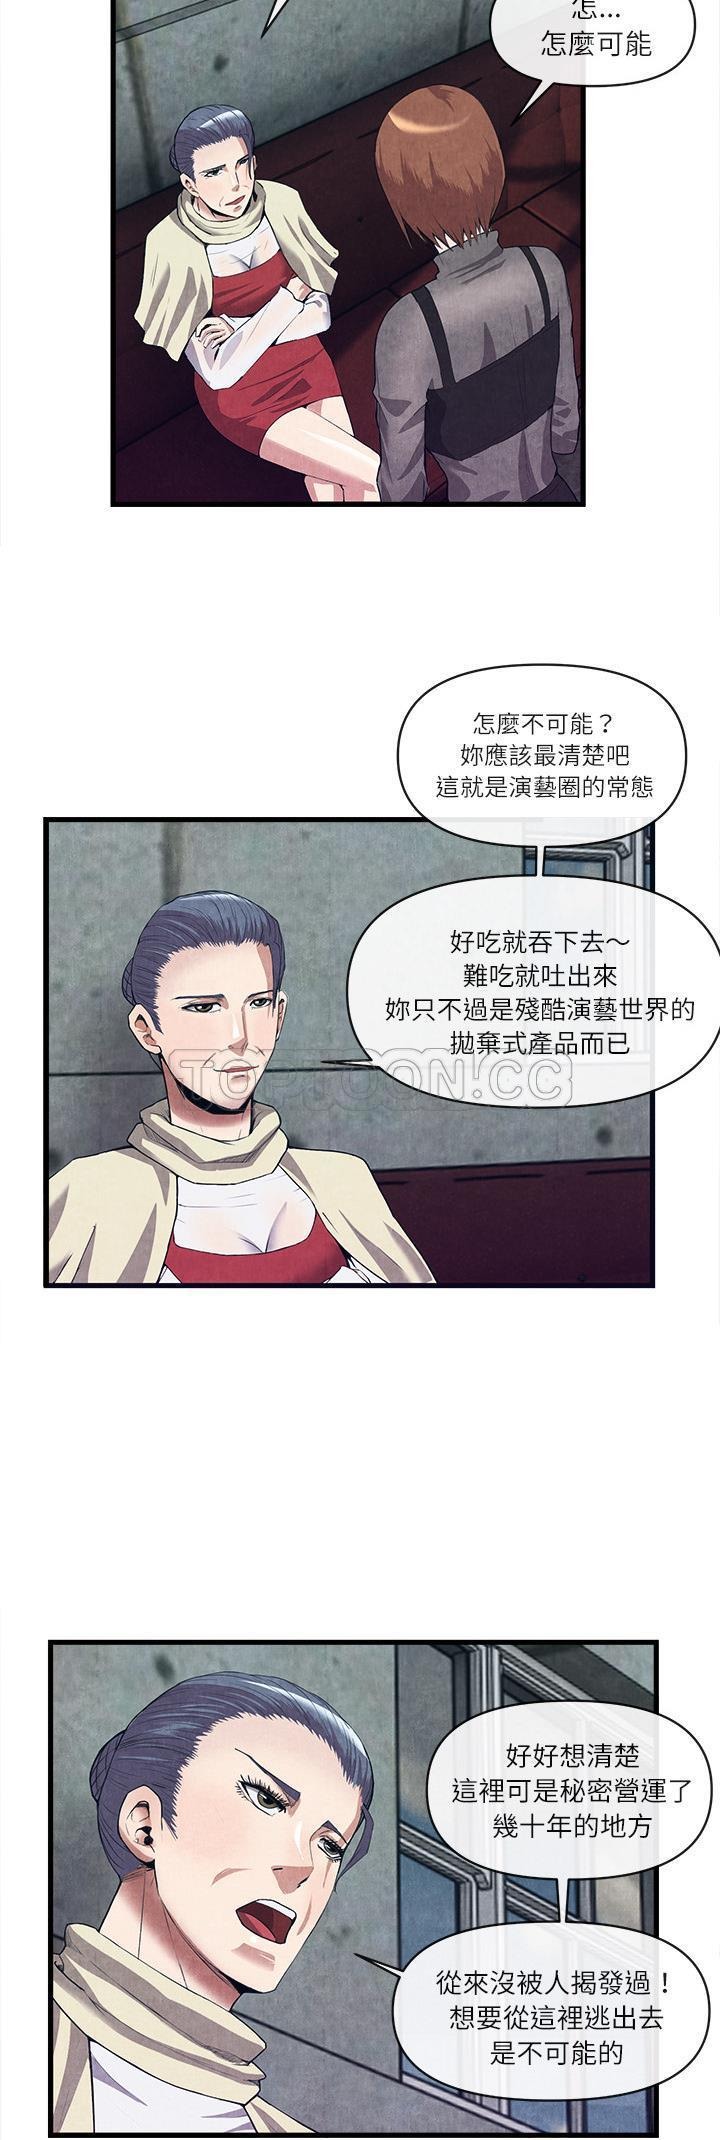 怎...
怎麼可能
怎麼不可能？
妳應該最清楚吧
這就是演藝圈的常態
好吃就吞下去～
難吃就吐出來
妳只不過是殘酷演藝世界的
拋棄式產品而已
TOPTOON.CC
好好想清楚
這裡可是秘密營運了
幾十年的地方
從來沒被人揭發過！
想要從這裡逃出去
是不可能的